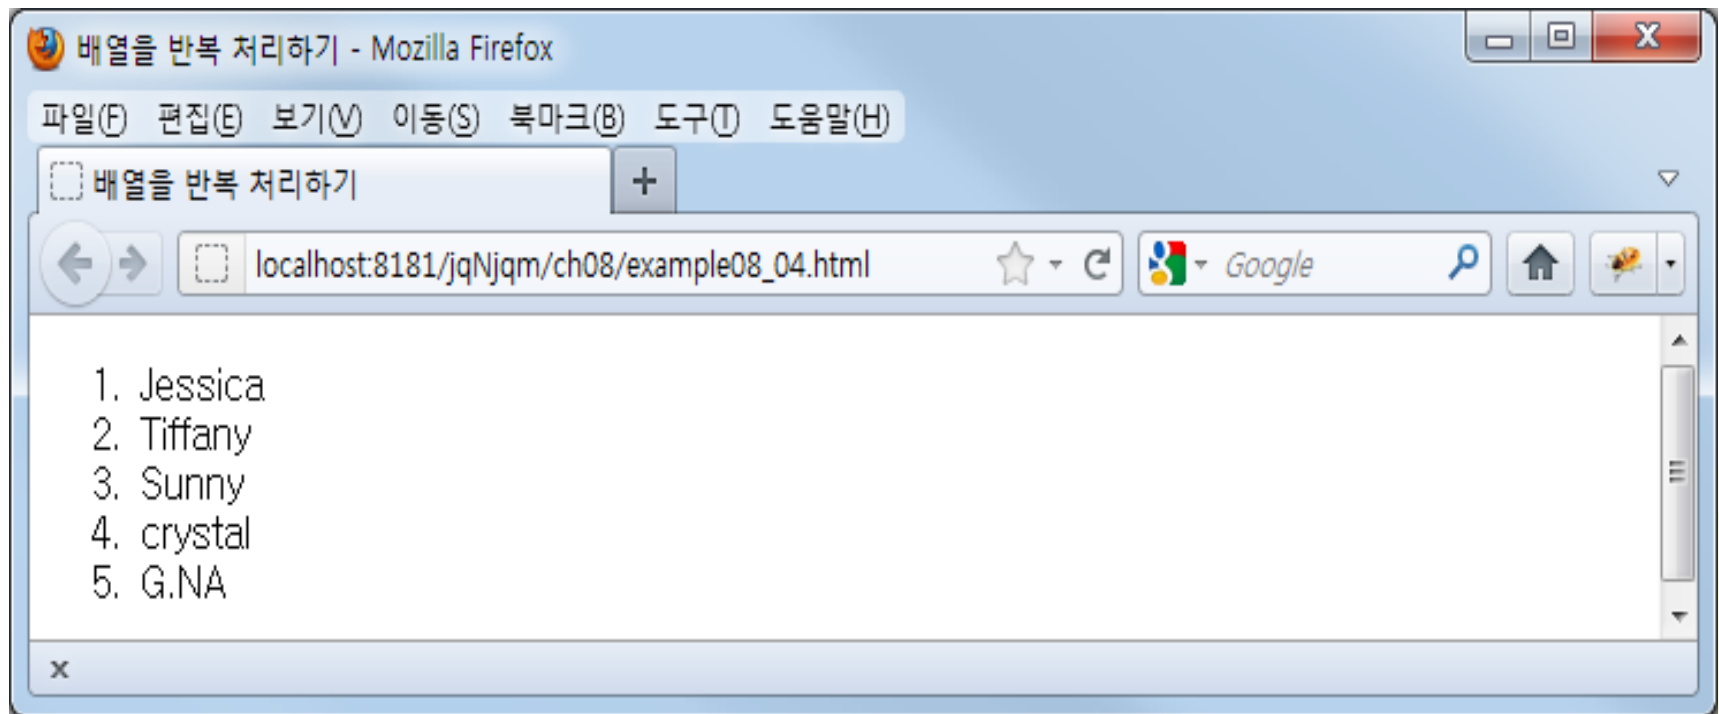 배열을 반복 처리하기 - Mozilla Firefox
파일(F) 편집(E) 보기(V) 이동(S) 북마크(B) 도구(T) 도움말(H)
배열을 반복 처리하기
localhost:8181/jqNjqm/ch08/example08_04.html Google
1. Jessica
2. Tiffany
3. Sunny
4. crystal
5. G.NA